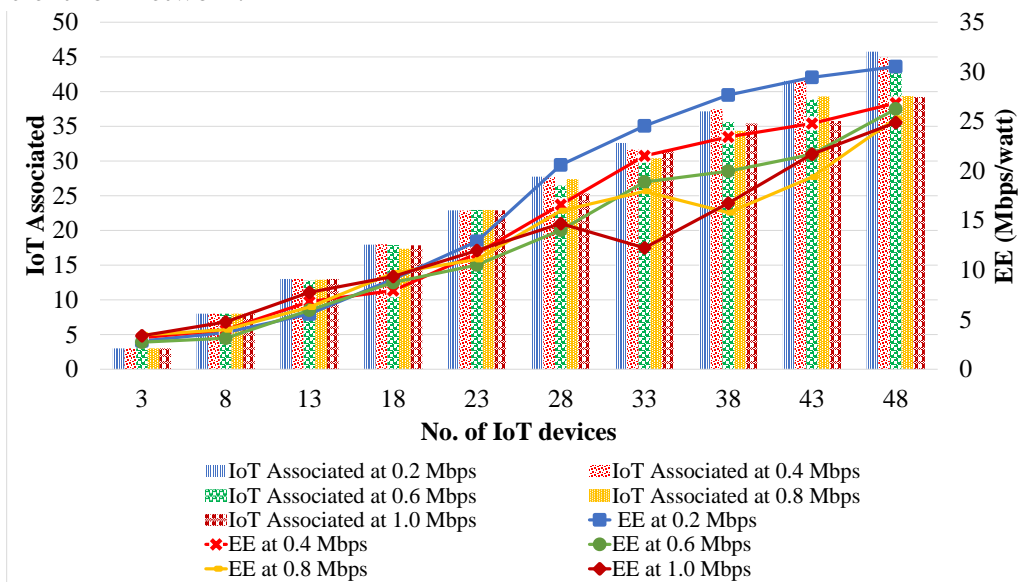 50
45
40
35
30
25
20
15
10
5
0
IoT Associated
35
30
25
20
15
10
5
0
EE (Mbps/watt)
3 8 13 18 23 28 33 38 43 48
No. of IoT devices
IoT Associated at 0.2 Mbps IoT Associated at 0.4 Mbps
IoT Associated at 0.6 Mbps IoT Associated at 0.8 Mbps
IoT Associated at 1.0 Mbps EE at 0.2 Mbps
EE at 0.4 Mbps EE at 0.6 Mbps
EE at 0.8 Mbps EE at 1.0 Mbps